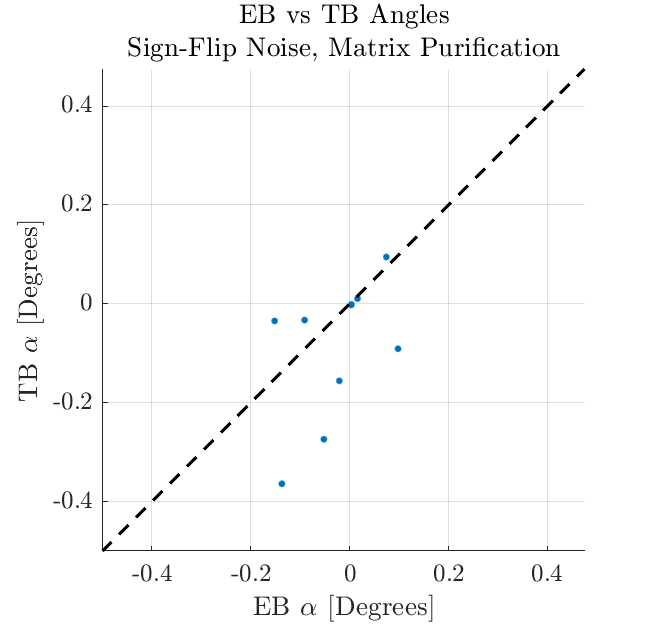 EB vs TB Angles
Sign-Flip Noise, Matrix Purification
0.4
0.2
0
-0.2
-0.4
TB α [Degrees]
-0.4 -0.2 0 0.2 0.4
EB α [Degrees]